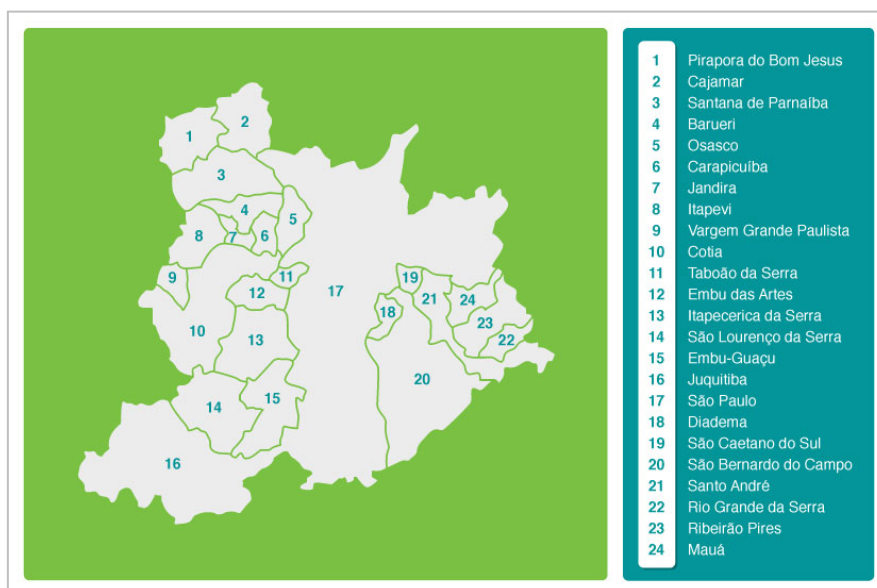 1 Pirapora do Bom Jesus
2 Cajamar
3 Santana de Parnaíba
4 Barueri
5 Osasco
6 Carapicuíba
7 Jandira
8 Itapevi
9 Vargem Grande Paulista
10 Cotia
11 Taboão da Serra
12 Embu das Artes
13 Itapecerica da Serra
14 São Lourenço da Serra
15 Embu-Guaçu
16 Juquitiba
17 São Paulo
18 Diadema
19 São Caetano do Sul
20 São Bernardo do Campo
21 Santo André
22 Rio Grande da Serra
23 Ribeirão Pires
24 Mauá
1
2
3
4
5
6
7
8
9
10
11
12
13
14
15
16
17
18
19
20
21
22
23
24